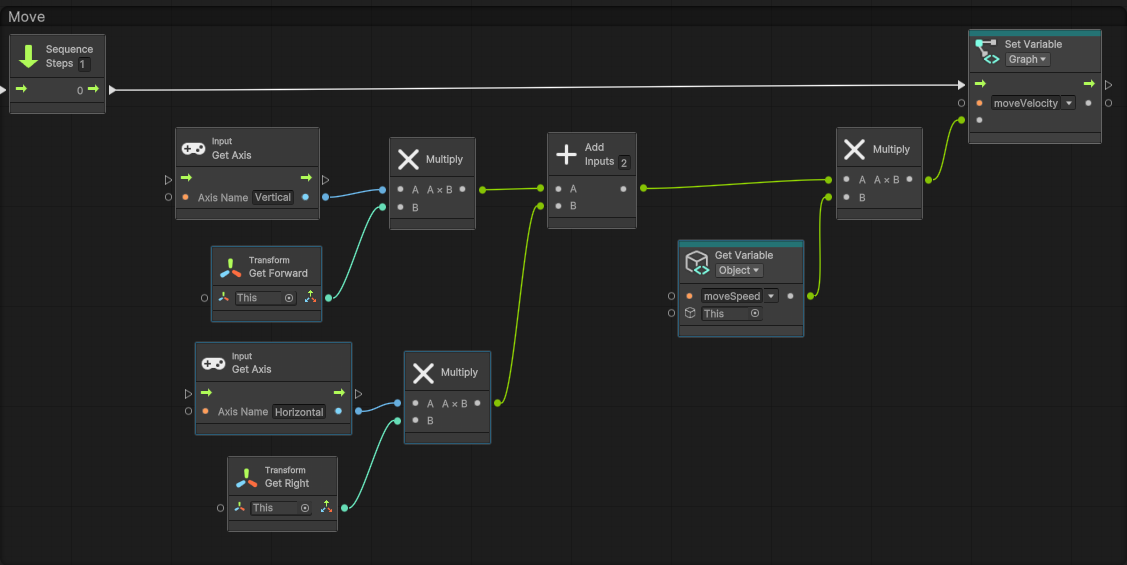 Move
Sequence
Steps 1
0
Set Variable
Graph
moveVelocity
Input
Get Axis
Axis Name Vertical
Multiply
A A × B
B
Add
Inputs 2
A
B
Multiply
A A × B
B
Transform
Get Forward
This
Get Variable
Object
moveSpeed
This
Input
Get Axis
Axis Name Horizontal
Multiply
A A × B
B
Transform
Get Right
This